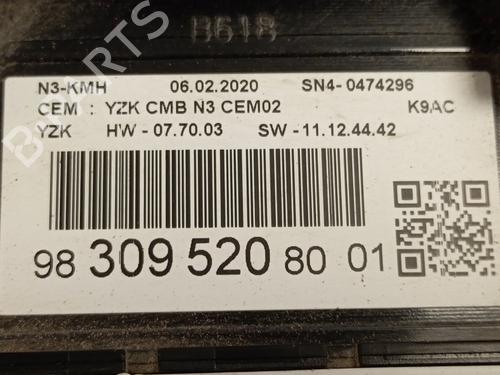 B618
N3-KMH 06.02.2020 SN4- 0474296
CEM : YZK CMB N3 CEM02 K9AC
YZK HW - 07.70.03 SW - 11.12.44.42
98 309 520 80 01
B-PARTS